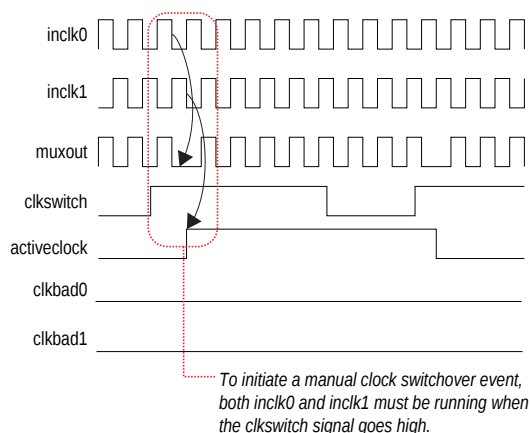 inclk0
inclk1
muxout
clkswitch
activeclock
clkbad0
clkbad1
To initiate a manual clock switchover event,
both inclk0 and inclk1 must be running when
the clkswitch signal goes high.